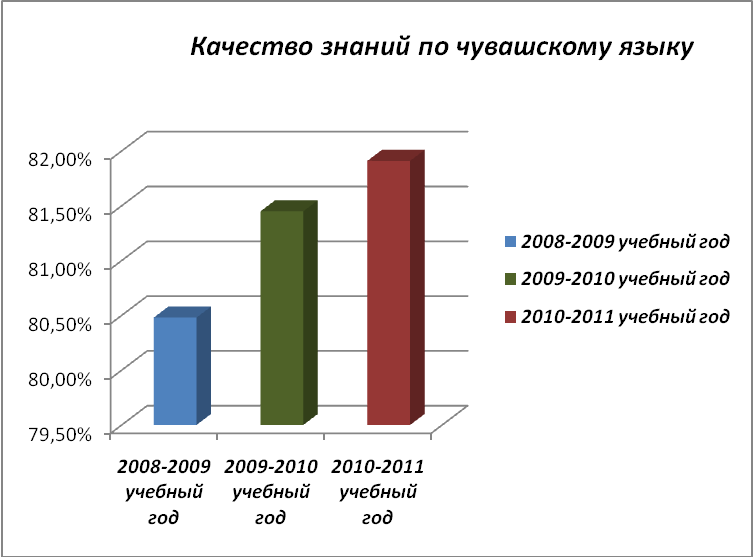 Качество знаний по чувашскому языку
82,00%
81,50%
81,00%
80,50%
80,00%
79,50%
2008-2009
учебный
год
2009-2010
учебный
год
2010-2011
учебный
год
2008-2009 учебный год
2009-2010 учебный год
2010-2011 учебный год